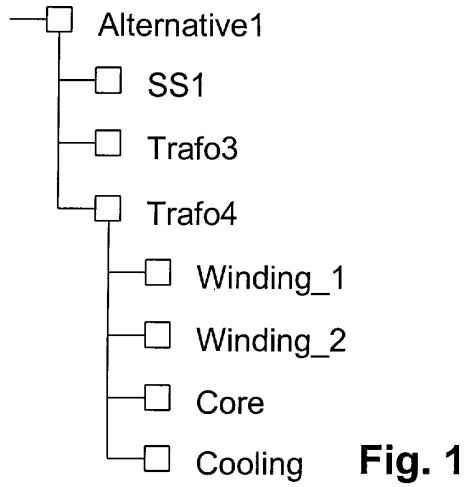 Alternative1
SS1
Trafo3
Trafo4
Winding_1
Winding_2
Core
Cooling
Fig. 1